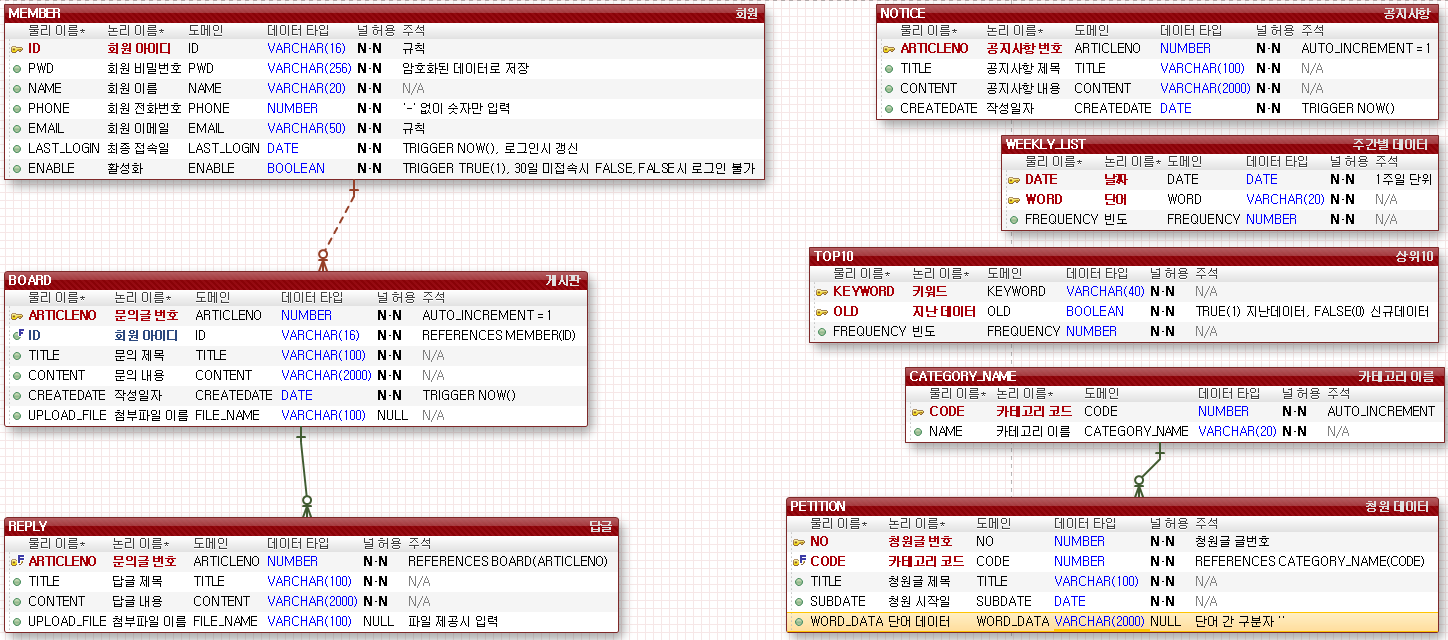 MEMBER 회원
물리 이름* 논리 이름* 도메인 데이터 타입 널 허용 주석
ID 회원 아이디 ID VARCHAR(16) N-N 규칙
PWD 회원 비밀번호 PWD VARCHAR(256) N-N 암호화된 데이터로 저장
NAME 회원 이름 NAME VARCHAR(20) N-N N/A
PHONE 회원 전화번호 PHONE NUMBER N-N '-' 없이 숫자만 입력
EMAIL 회원 이메일 EMAIL VARCHAR(50) N-N 규칙
LAST_LOGIN 최종 접속일 LAST_LOGIN DATE N-N TRIGGER NOW(), 로그인시 갱신
ENABLE 활성화 ENABLE BOOLEAN N-N TRIGGER TRUE(1), 30일 미접속시 FALSE, FALSE시 로그인 불가
BOARD 게시판
물리 이름* 논리 이름* 도메인 데이터 타입 널 허용 주석
ARTICLENO 문의글 번호 ARTICLENO NUMBER N-N AUTO_INCREMENT = 1
F ID 회원 아이디 ID VARCHAR(16) N-N REFERENCES MEMBER(ID)
TITLE 문의 제목 TITLE VARCHAR(100) N-N N/A
CONTENT 문의 내용 CONTENT VARCHAR(2000) N-N N/A
CREATEDATE 작성일자 CREATEDATE DATE N-N TRIGGER NOW()
UPLOAD_FILE 첨부파일 이름 FILE_NAME VARCHAR(100) NULL N/A
REPLY 답글
물리 이름* 논리 이름* 도메인 데이터 타입 널 허용 주석
F ARTICLENO 문의글 번호 ARTICLENO NUMBER N-N REFERENCES BOARD(ARTICLENO)
TITLE 답글 제목 TITLE VARCHAR(100) N-N N/A
CONTENT 답글 내용 CONTENT VARCHAR(2000) N-N N/A
UPLOAD_FILE 첨부파일 이름 FILE_NAME VARCHAR(100) NULL 파일 제공시 입력
NOTICE 공지사항
물리 이름* 논리 이름* 도메인 데이터 타입 널 허용 주석
ARTICLENO 공지사항 번호 ARTICLENO NUMBER N-N AUTO_INCREMENT = 1
TITLE 공지사항 제목 TITLE VARCHAR(100) N-N N/A
CONTENT 공지사항 내용 CONTENT VARCHAR(2000) N-N N/A
CREATEDATE 작성일자 CREATEDATE DATE N-N TRIGGER NOW()
WEEKLY_LIST 주간별 데이터
물리 이름* 논리 이름* 도메인 데이터 타입 널 허용 주석
DATE 날짜 DATE DATE N-N 1주일 단위
WORD 단어 WORD VARCHAR(20) N-N N/A
FREQUENCY 빈도 FREQUENCY NUMBER N-N N/A
TOP10 상위10
물리 이름* 논리 이름* 도메인 데이터 타입 널 허용 주석
KEYWORD 키워드 KEYWORD VARCHAR(40) N-N N/A
OLD 지난 데이터 OLD BOOLEAN N-N TRUE(1) 지난데이터, FALSE(0) 신규데이터
FREQUENCY 빈도 FREQUENCY NUMBER N-N N/A
CATEGORY_NAME 카테고리 이름
물리 이름* 논리 이름* 도메인 데이터 타입 널 허용 주석
CODE 카테고리 코드 CODE NUMBER N-N AUTO_INCREMENT
NAME 카테고리 이름 CATEGORY_NAME VARCHAR(20) N-N N/A
PETITION 청원 데이터
물리 이름* 논리 이름* 도메인 데이터 타입 널 허용 주석
NO 청원글 번호 NO NUMBER N-N 청원글 글번호
F CODE 카테고리 코드 CODE NUMBER N-N REFERENCES CATEGORY_NAME(CODE)
TITLE 청원글 제목 TITLE VARCHAR(100) N-N N/A
SUBDATE 청원 시작일 SUBDATE DATE N-N N/A
WORD_DATA 단어 데이터 WORD_DATA VARCHAR(2000) NULL 단어 간 구분자 ' '